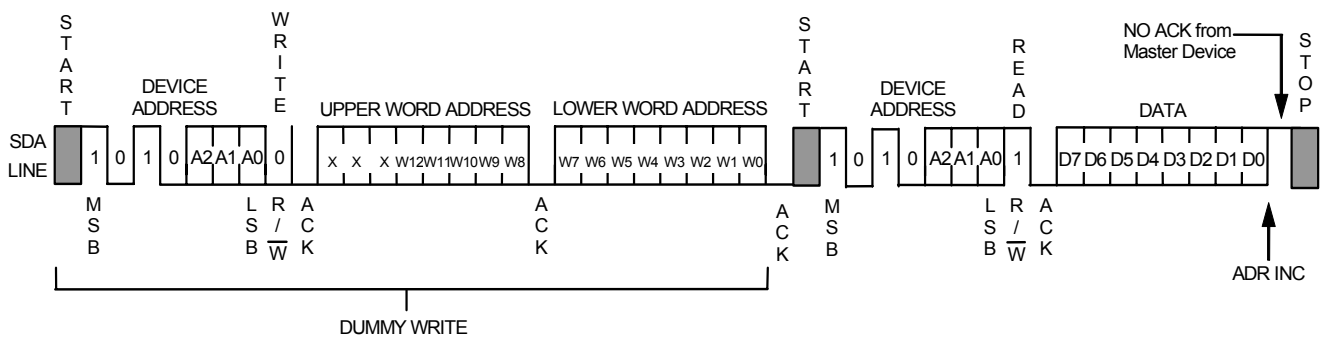 START
WRITE
START
READ
NO ACK from
Master Device
STOP
DEVICE
ADDRESS
UPPER WORD ADDRESS
LOWER WORD ADDRESS
DEVICE
ADDRESS
DATA
SDA
LINE
1 0 1 0 A2 A1 A0 0
X X X W12 W11 W10 W9 W8
W7 W6 W5 W4 W3 W2 W1 W0
1 0 1 0 A2 A1 A0 1
D7 D6 D5 D4 D3 D2 D1 D0
MSB
LSB
R/W̅
ACK
ACK
ACK
MSB
LSB
R/W̅
ACK
ADR INC
DUMMY WRITE